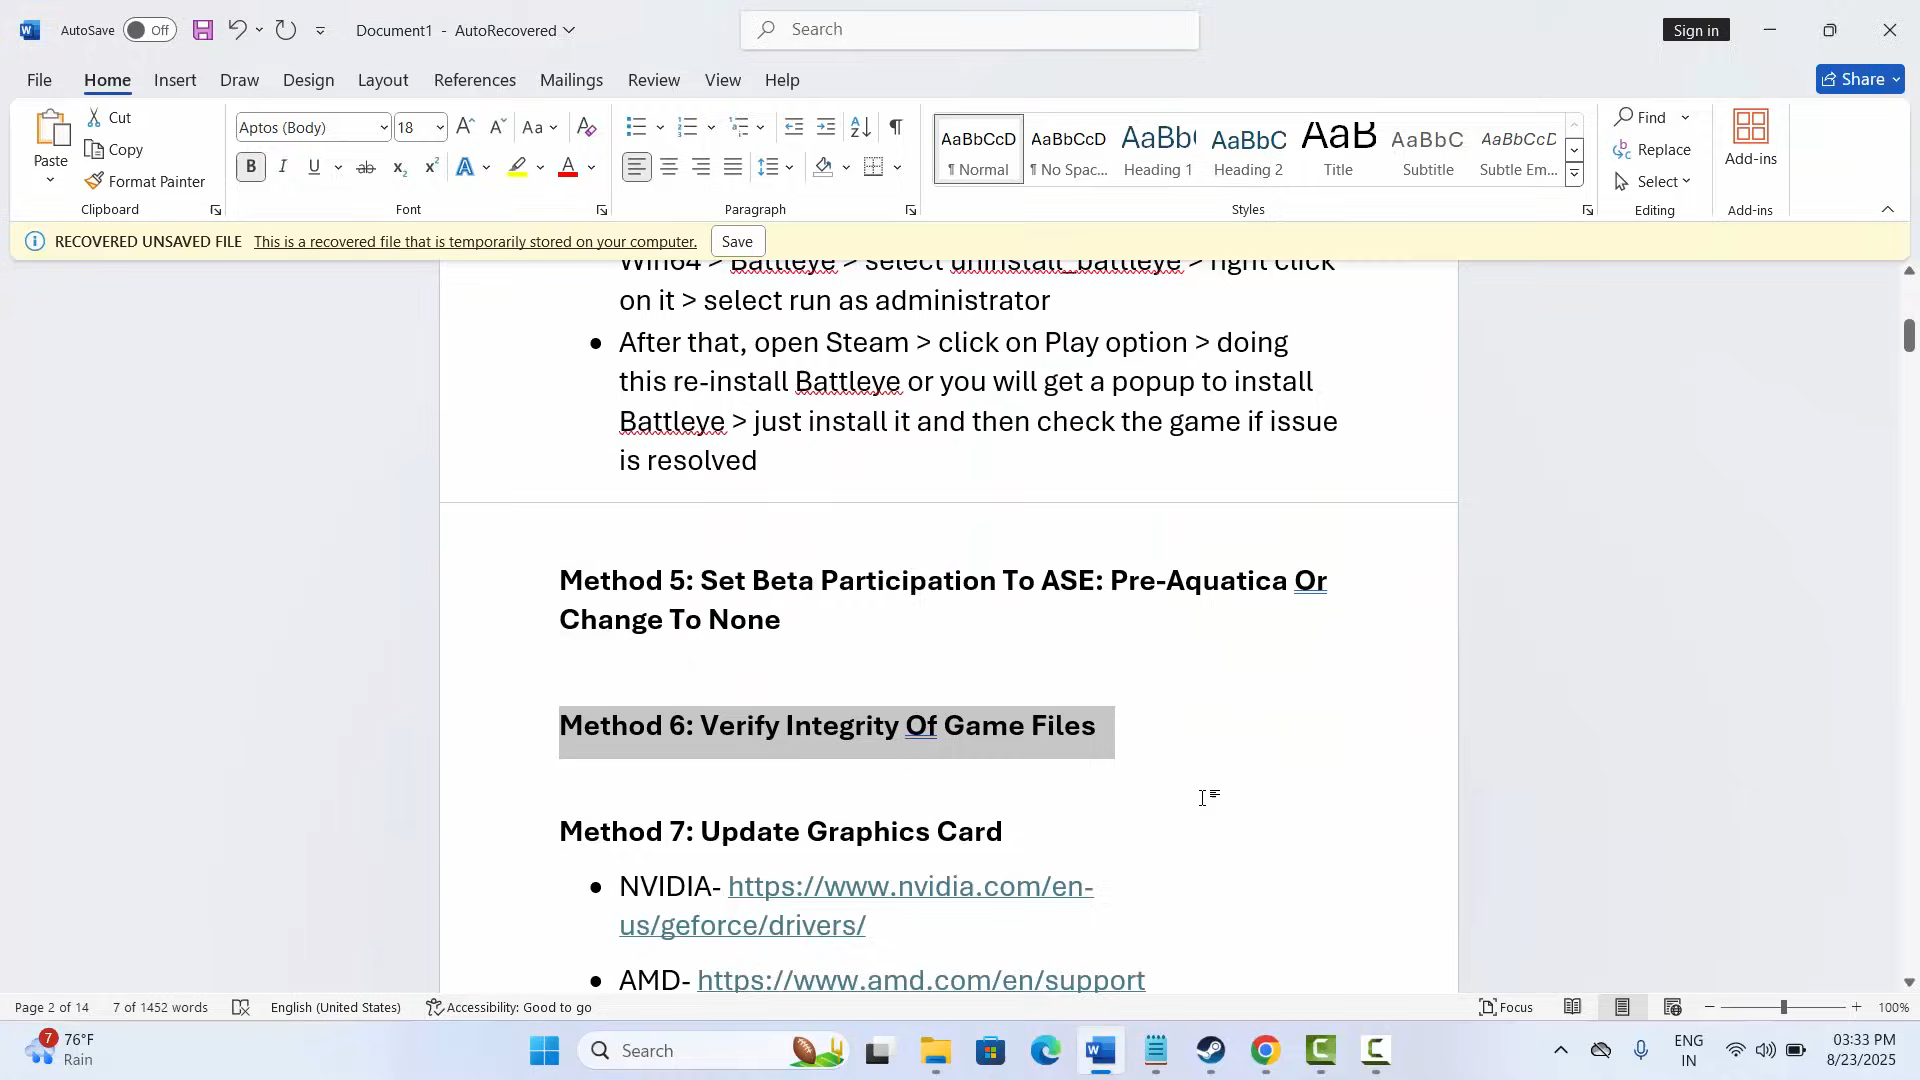 AutoSave Off Document1 - AutoRecovered Search Sign in
File Home Insert Draw Design Layout References Mailings Review View Help Share
Paste Cut Copy Format Painter
Clipboard
Aptos (Body) 18
Font
Paragraph
AaBbCcD AaBbCcD AaBb( AaBbC AaB AaBbC AaBbCcD
¶ Normal ¶ No Spac... Heading 1 Heading 2 Title Subtitle Subtle Em...
Styles
Find
Replace
Select
Editing
Add-ins
Add-ins
RECOVERED UNSAVED FILE This is a recovered file that is temporarily stored on your computer. Save
Win64 > Battleye > select uninstall_battleye > right click
on it > select run as administrator
• After that, open Steam > click on Play option > doing
this re-install Battleye or you will get a popup to install
Battleye > just install it and then check the game if issue
is resolved
Method 5: Set Beta Participation To ASE: Pre-Aquatica Or
Change To None
Method 6: Verify Integrity Of Game Files
Method 7: Update Graphics Card
• NVIDIA- https://www.nvidia.com/en-
us/geforce/drivers/
• AMD- https://www.amd.com/en/support
Page 2 of 14 7 of 1452 words English (United States) Accessibility: Good to go Focus 100%
7 76°F
Rain
Search
ENG
IN
03:33 PM
8/23/2025